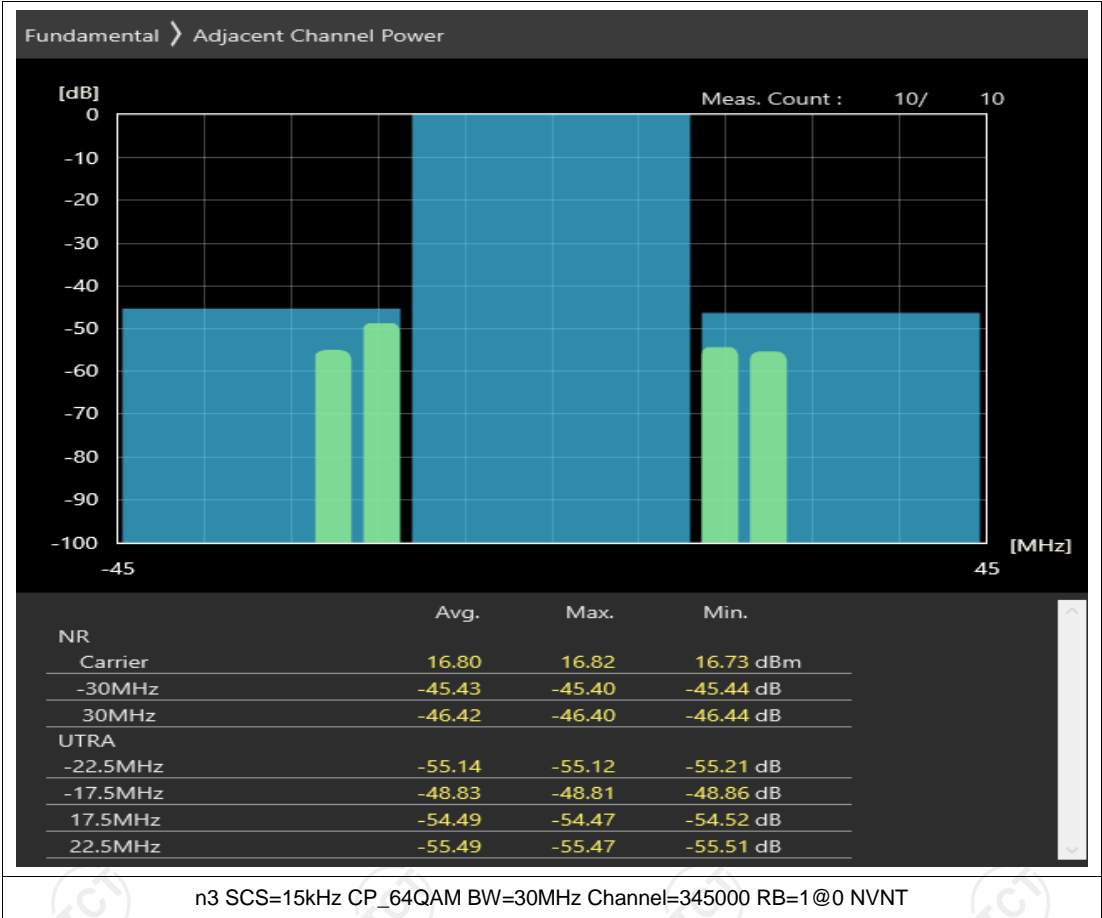 Fundamental ❯ Adjacent Channel Power
[dB]
Meas. Count : 10/ 10
0
-10
-20
-30
-40
-50
-60
-70
-80
-90
-100
[MHz]
-45 45
Avg. Max. Min.
NR
Carrier 16.80 16.82 16.73 dBm
-30MHz -45.43 -45.40 -45.44 dB
30MHz -46.42 -46.40 -46.44 dB
UTRA
-22.5MHz -55.14 -55.12 -55.21 dB
-17.5MHz -48.83 -48.81 -48.86 dB
17.5MHz -54.49 -54.47 -54.52 dB
22.5MHz -55.49 -55.47 -55.51 dB
n3 SCS=15kHz CP_64QAM BW=30MHz Channel=345000 RB=1@0 NVNT
TCT TCT TCT TCT